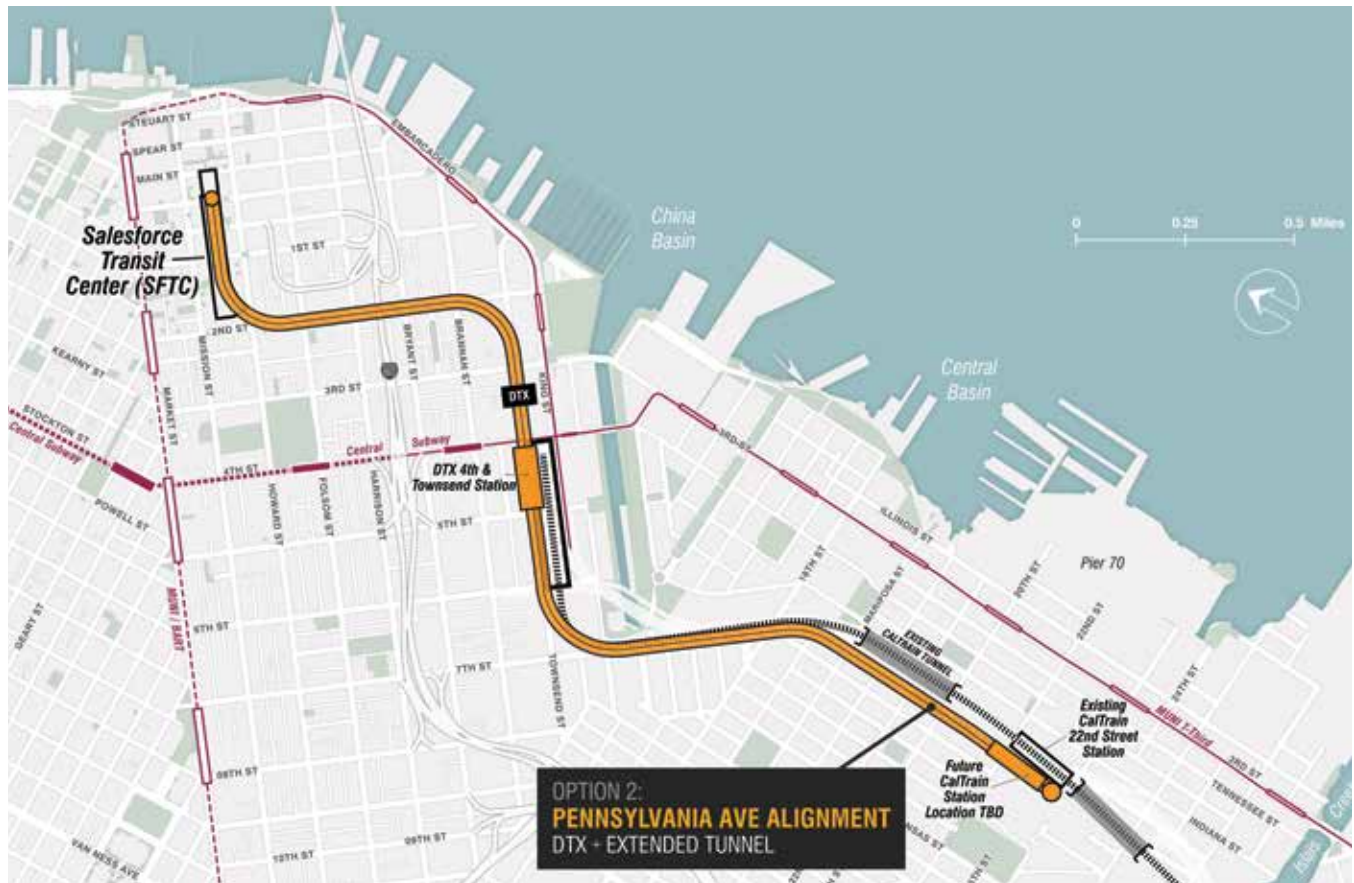 STEUART ST
SPEAR ST
MAIN ST
Salesforce
Transit
Center (SFTC)
1ST ST
2ND ST
3RD ST
4TH ST
5TH ST
6TH ST
7TH ST
08TH ST
09TH ST
10TH ST
VAN NESS AVE
KEARNY ST
STOCKTON ST
Central Subway
POWELL ST
GEARY ST
MARKET ST
MUNI / BART
MISSION ST
HOWARD ST
FOLSOM ST
HARRISON ST
BRYANT ST
BRANNAN ST
TOWNSEND ST
KING ST
EMBARCADERO
Central Subway
DTX
DTX 4th &
Townsend Station
China
Basin
Central
Basin
0 0.25 0.5 Miles
3RD ST
ILLINOIS ST
16TH ST
MARIPOSA ST
20TH ST
22ND ST
24TH ST
Pier 70
EXISTING
CALTRAIN TUNNEL
MUNI T-Third
3RD ST
TENNESSEE ST
INDIANA ST
Existing
CalTrain
22nd Street
Station
Future
CalTrain
Station
Location TBD
OPTION 2:
PENNSYLVANIA AVE ALIGNMENT
DTX + EXTENDED TUNNEL
Islais